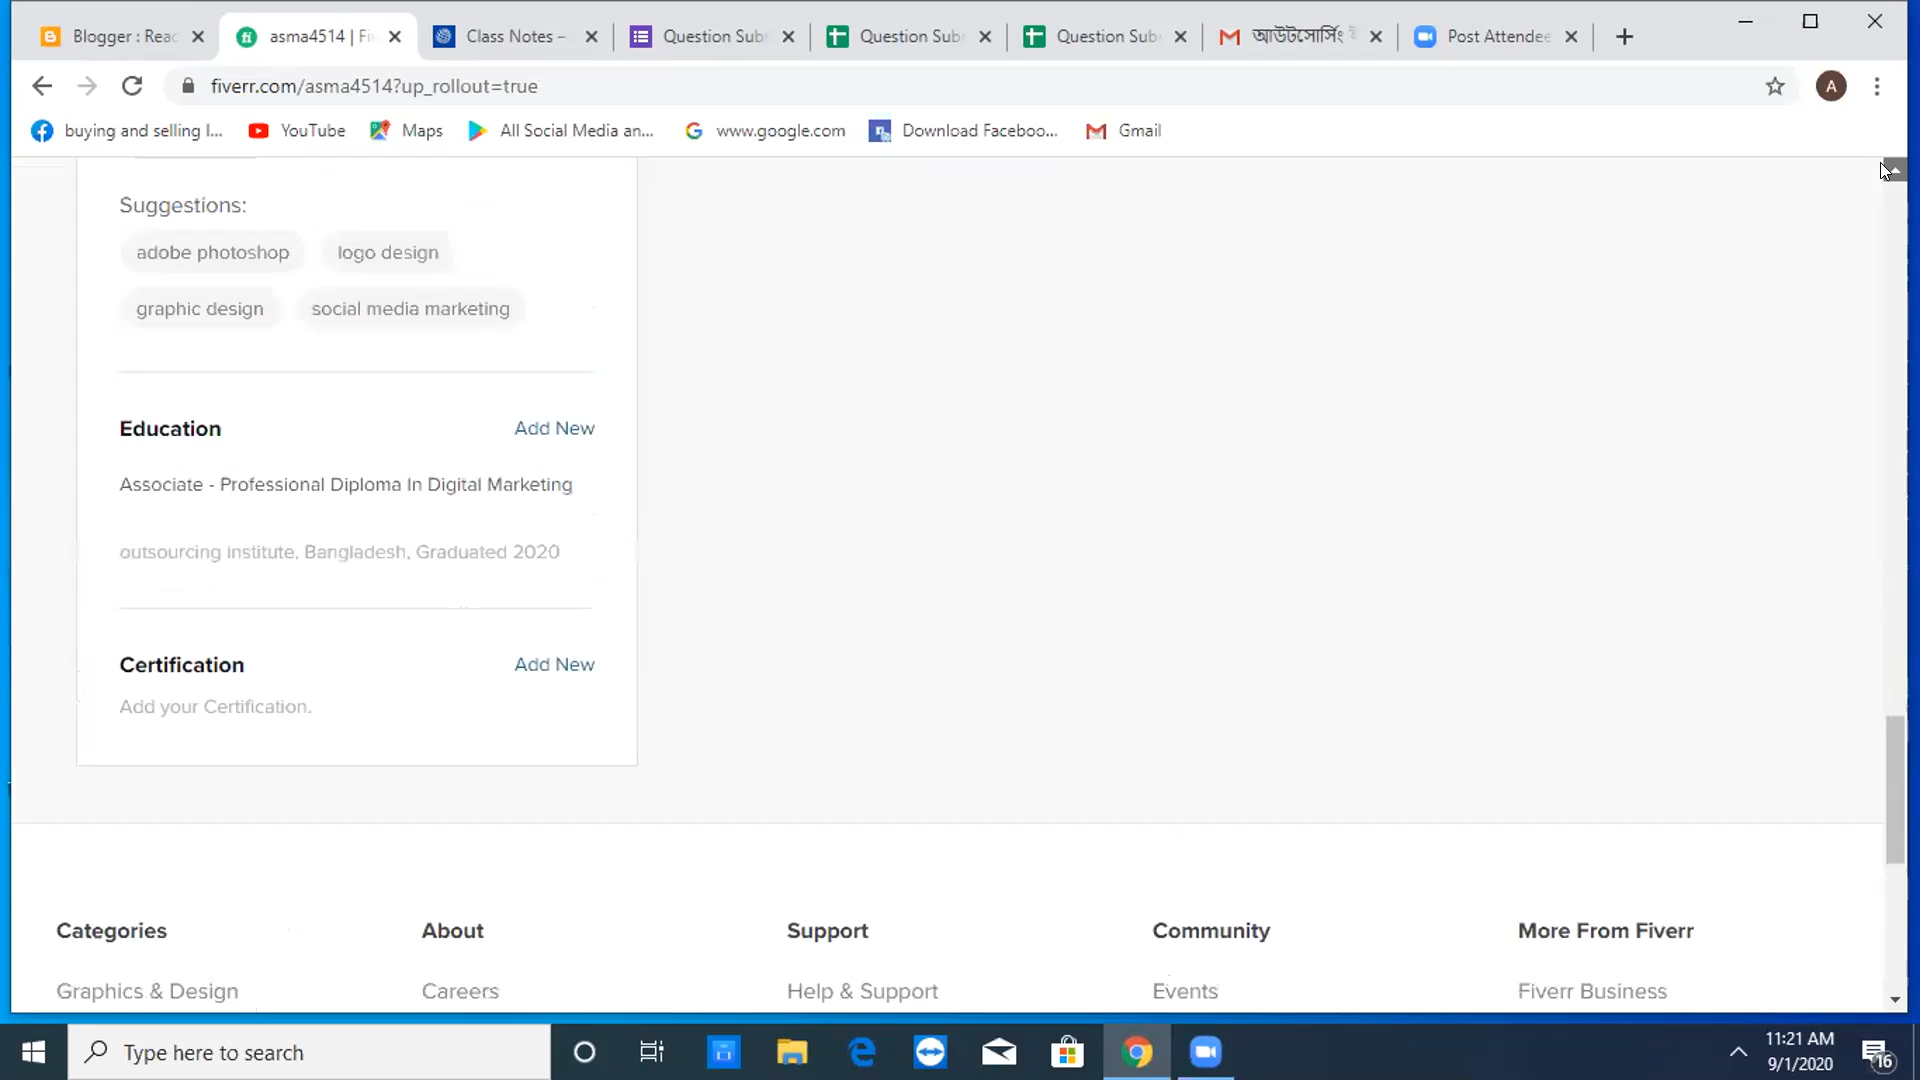 Blogger : Reac
asma4514 | Fi
Class Notes –
Question Sub
Question Sub
Question Sub
আউটসোর্সিং ই
Post Attendee
fiverr.com/asma4514?up_rollout=true
A
buying and selling l...
YouTube
Maps
All Social Media an...
www.google.com
Download Faceboo...
Gmail
Suggestions:
adobe photoshop
logo design
graphic design
social media marketing
Education
Add New
Associate - Professional Diploma In Digital Marketing
outsourcing institute, Bangladesh, Graduated 2020
Certification
Add New
Add your Certification.
Categories
About
Support
Community
More From Fiverr
Graphics & Design
Careers
Help & Support
Events
Fiverr Business
Type here to search
11:21 AM
9/1/2020
16